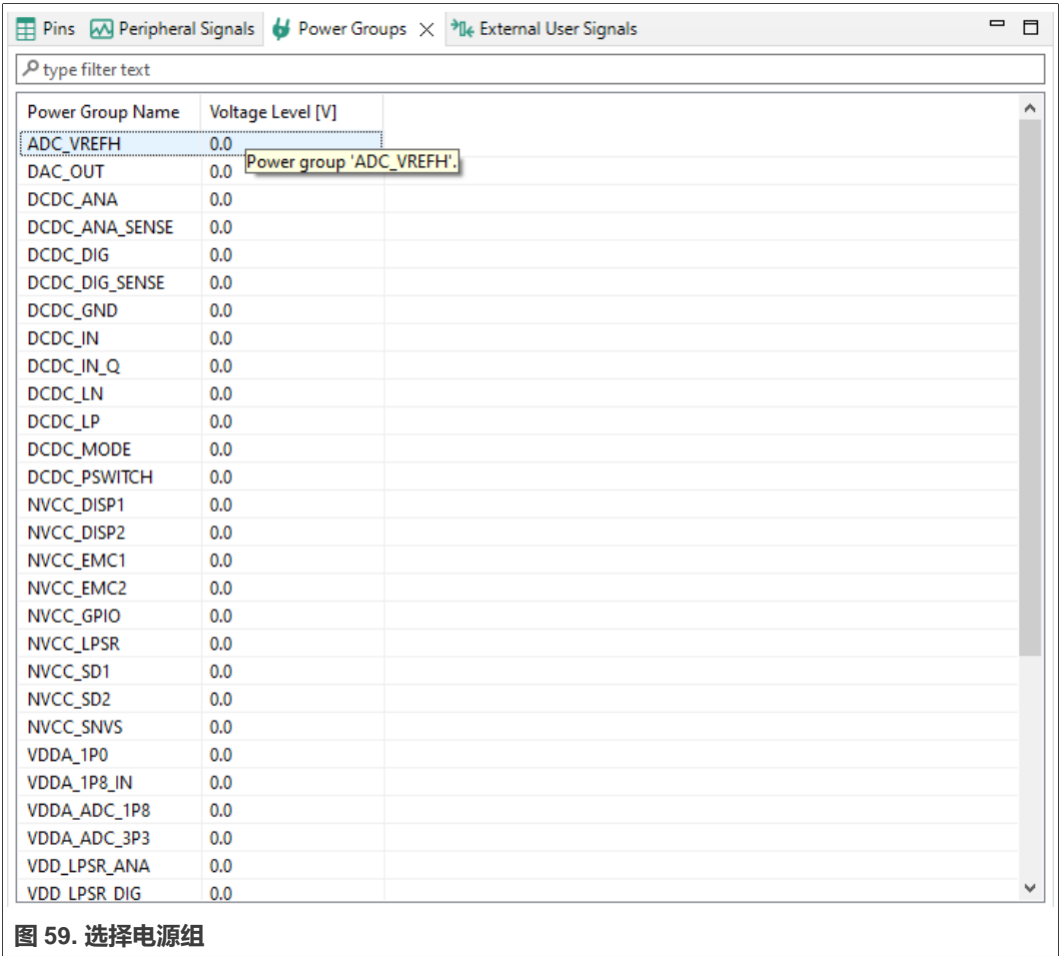 Pins Peripheral Signals Power Groups External User Signals
type filter text
Power Group Name Voltage Level [V]
ADC_VREFH 0.0
Power group 'ADC_VREFH'.
DAC_OUT 0.0
DCDC_ANA 0.0
DCDC_ANA_SENSE 0.0
DCDC_DIG 0.0
DCDC_DIG_SENSE 0.0
DCDC_GND 0.0
DCDC_IN 0.0
DCDC_IN_Q 0.0
DCDC_LN 0.0
DCDC_LP 0.0
DCDC_MODE 0.0
DCDC_PSWITCH 0.0
NVCC_DISP1 0.0
NVCC_DISP2 0.0
NVCC_EMC1 0.0
NVCC_EMC2 0.0
NVCC_GPIO 0.0
NVCC_LPSR 0.0
NVCC_SD1 0.0
NVCC_SD2 0.0
NVCC_SNVS 0.0
VDDA_1P0 0.0
VDDA_1P8_IN 0.0
VDDA_ADC_1P8 0.0
VDDA_ADC_3P3 0.0
VDD_LPSR_ANA 0.0
VDD_LPSR_DIG 0.0
图 59. 选择电源组